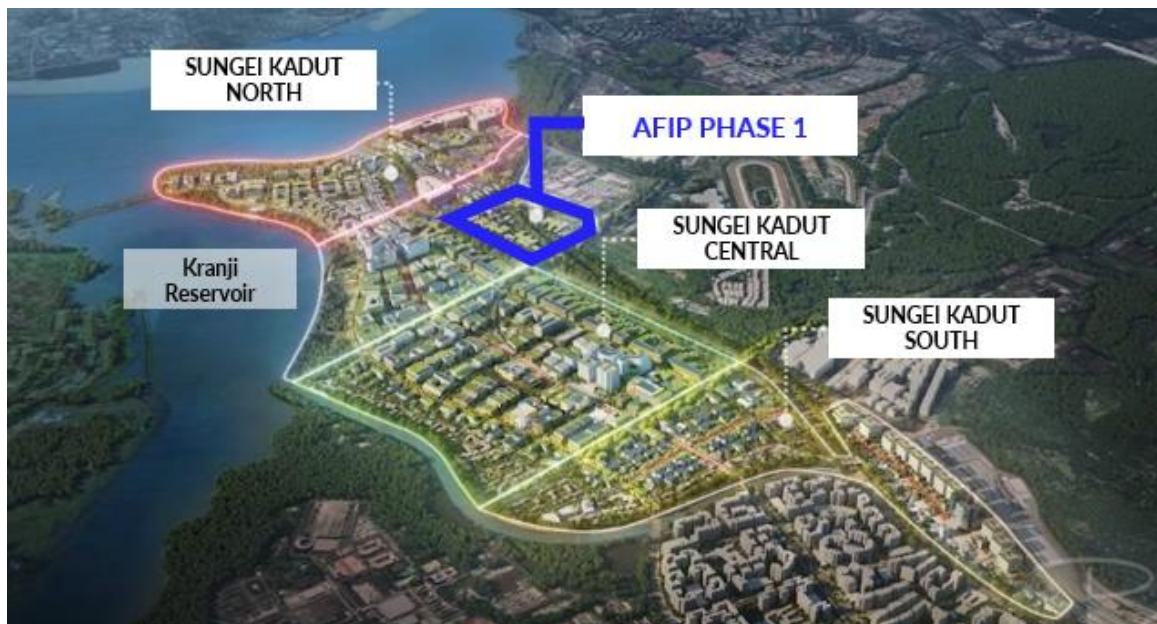 SUNGEI KADUT
NORTH
AFIP PHASE 1
SUNGEI KADUT
CENTRAL
Kranji
Reservoir
SUNGEI KADUT
SOUTH